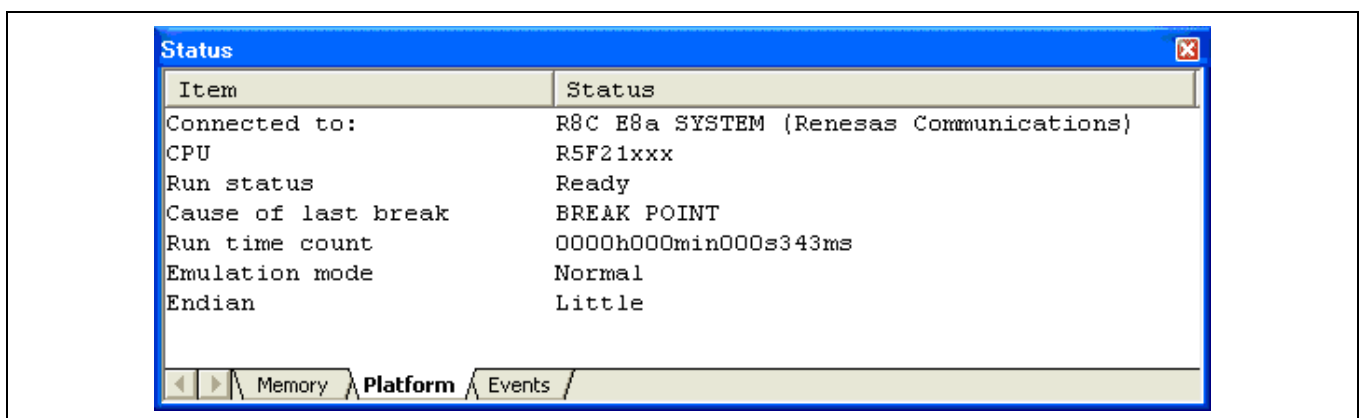 Status
Item Status
Connected to: R8C E8a SYSTEM (Renesas Communications)
CPU R5F21xxx
Run status Ready
Cause of last break BREAK POINT
Run time count 0000h000min000s343ms
Emulation mode Normal
Endian Little
Memory Platform Events